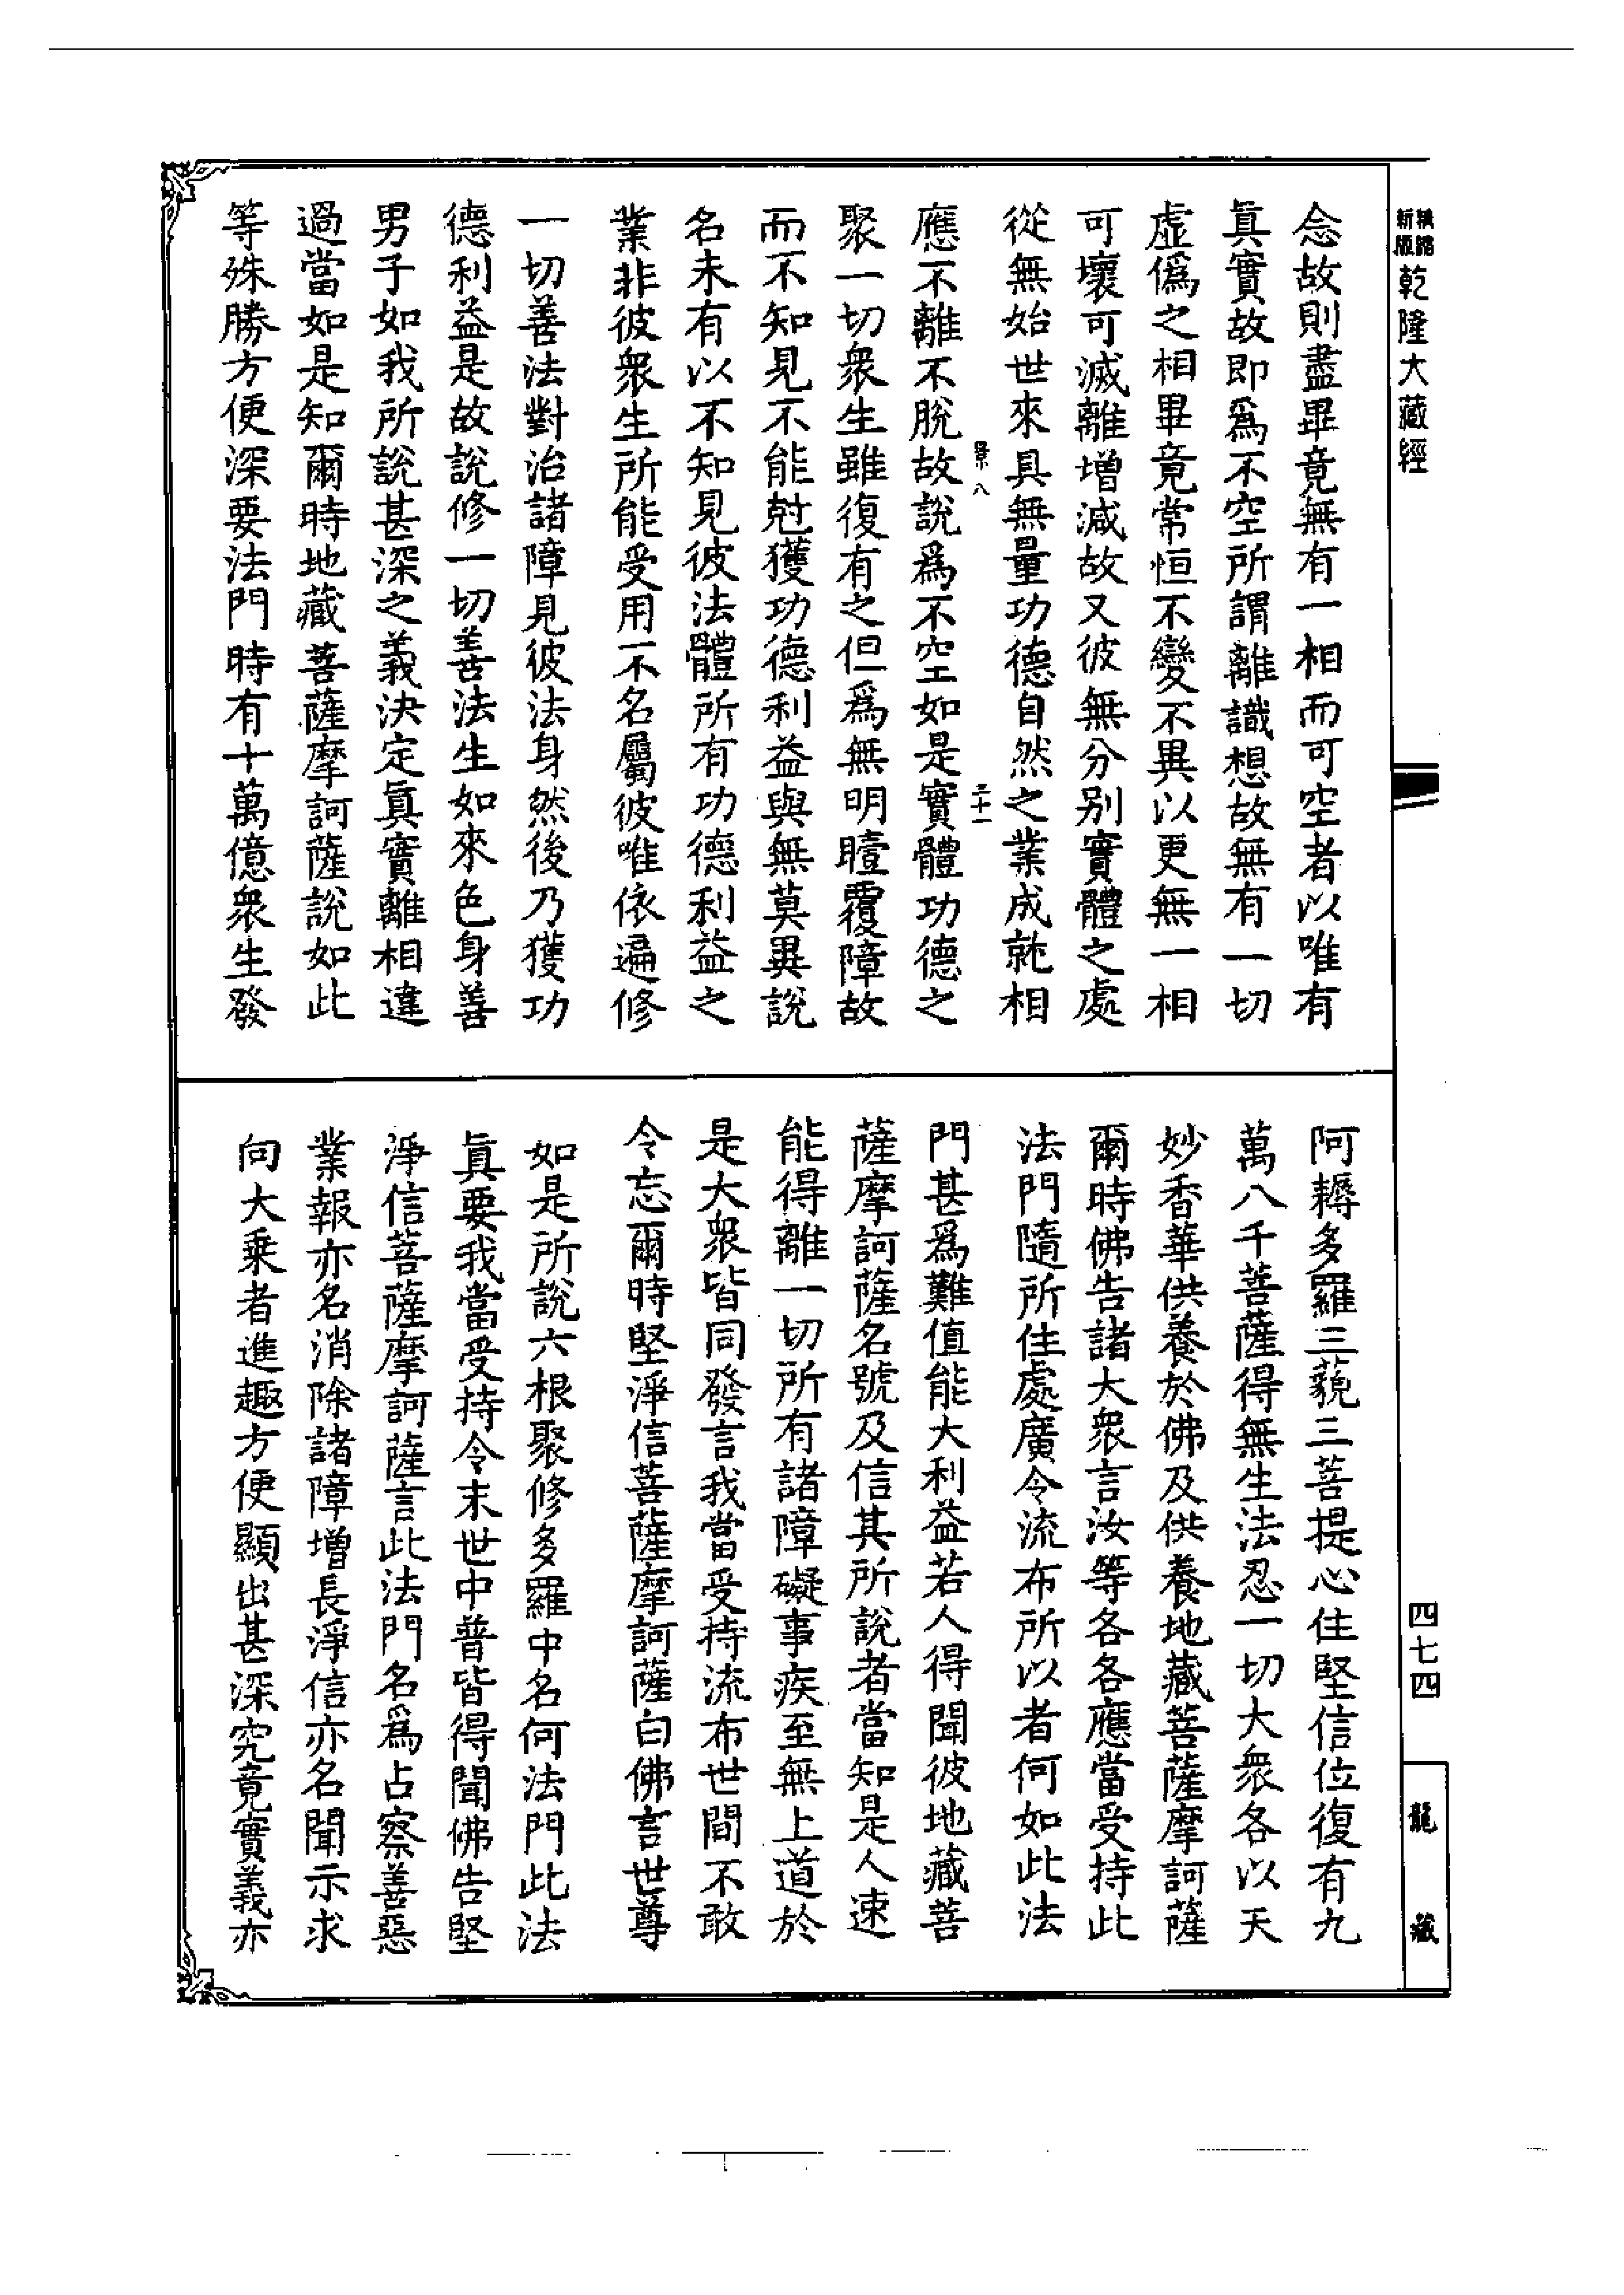 新版
精縮
乾隆大藏經
四七四
龍藏
念故則盡畢竟無有一相而可空者以唯有
眞實故即爲不空所謂離識想故無有一切
虛僞之相畢竟常恒不變不異以更無一相
可壞可滅離增減故又彼無分别實體之處
從無始世來具無量功德自然之業成就相
景八
二十一
應不離不脫故說爲不空如是實體功德之
聚一切衆生雖復有之但爲無明瞖覆障故
而不知見不能尅獲功德利益與無莫異說
名未有以不知見彼法體所有功德利益之
業非彼衆生所能受用不名屬彼唯依遍修
一切善法對治諸障見彼法身然後乃獲功
德利益是故說修一切善法生如來色身善
男子如我所說甚深之義決定眞實離相違
過當如是知爾時地藏菩薩摩訶薩說如此
等殊勝方便深要法門時有十萬億衆生發
阿耨多羅三藐三菩提心住堅信位復有九
萬八千菩薩得無生法忍一切大衆各以天
妙香華供養於佛及供養地藏菩薩摩訶薩
爾時佛告諸大衆言汝等各各應當受持此
法門隨所住處廣令流布所以者何如此法
門甚爲難值能大利益若人得聞彼地藏菩
薩摩訶薩名號及信其所說者當知是人速
能得離一切所有諸障礙事疾至無上道於
是大衆皆同發言我當受持流布世間不敢
令忘爾時堅淨信菩薩摩訶薩白佛言世尊
如是所說六根聚修多羅中名何法門此法
眞要我當受持令末世中普皆得聞佛告堅
淨信菩薩摩訶薩言此法門名爲占察善惡
業報亦名消除諸障增長淨信亦名開示求
向大乘者進趣方便顯出甚深究竟實義亦